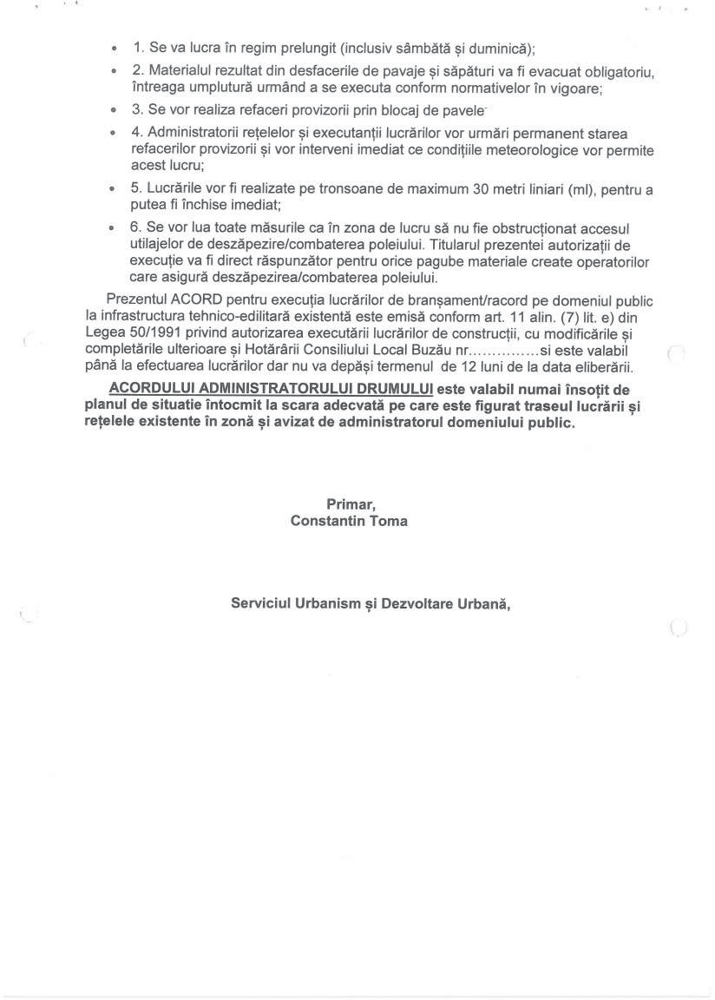 • 1. Se va lucra în regim prelungit (inclusiv sâmbătă și duminică);
• 2. Materialul rezultat din desfacerile de pavaje și săpături va fi evacuat obligatoriu,
întreaga umplutură urmând a se executa conform normativelor în vigoare;
• 3. Se vor realiza refaceri provizorii prin blocaj de pavele
• 4. Administratorii rețelelor și executanții lucrărilor vor urmări permanent starea
refacerilor provizorii și vor interveni imediat ce condițiile meteorologice vor permite
acest lucru;
• 5. Lucrările vor fi realizate pe tronsoane de maximum 30 metri liniari (ml), pentru a
putea fi închise imediat;
• 6. Se vor lua toate măsurile ca în zona de lucru să nu fie obstrucționat accesul
utilajelor de deszăpezire/combaterea poleiului. Titularul prezentei autorizații de
execuție va fi direct răspunzător pentru orice pagube materiale create operatorilor
care asigură deszăpezirea/combaterea poleiului.
Prezentul ACORD pentru execuția lucrărilor de branșament/racord pe domeniul public
la infrastructura tehnico-edilitară existentă este emisă conform art. 11 alin. (7) lit. e) din
Legea 50/1991 privind autorizarea executării lucrărilor de construcții, cu modificările și
completările ulterioare și Hotărârii Consiliului Local Buzău nr...............si este valabil
până la efectuarea lucrărilor dar nu va depăși termenul de 12 luni de la data eliberării.
ACORDULUI ADMINISTRATORULUI DRUMULUI este valabil numai însoțit de
planul de situatie întocmit la scara adecvată pe care este figurat traseul lucrării și
rețelele existente în zonă și avizat de administratorul domeniului public.
Primar,
Constantin Toma
Serviciul Urbanism și Dezvoltare Urbană,